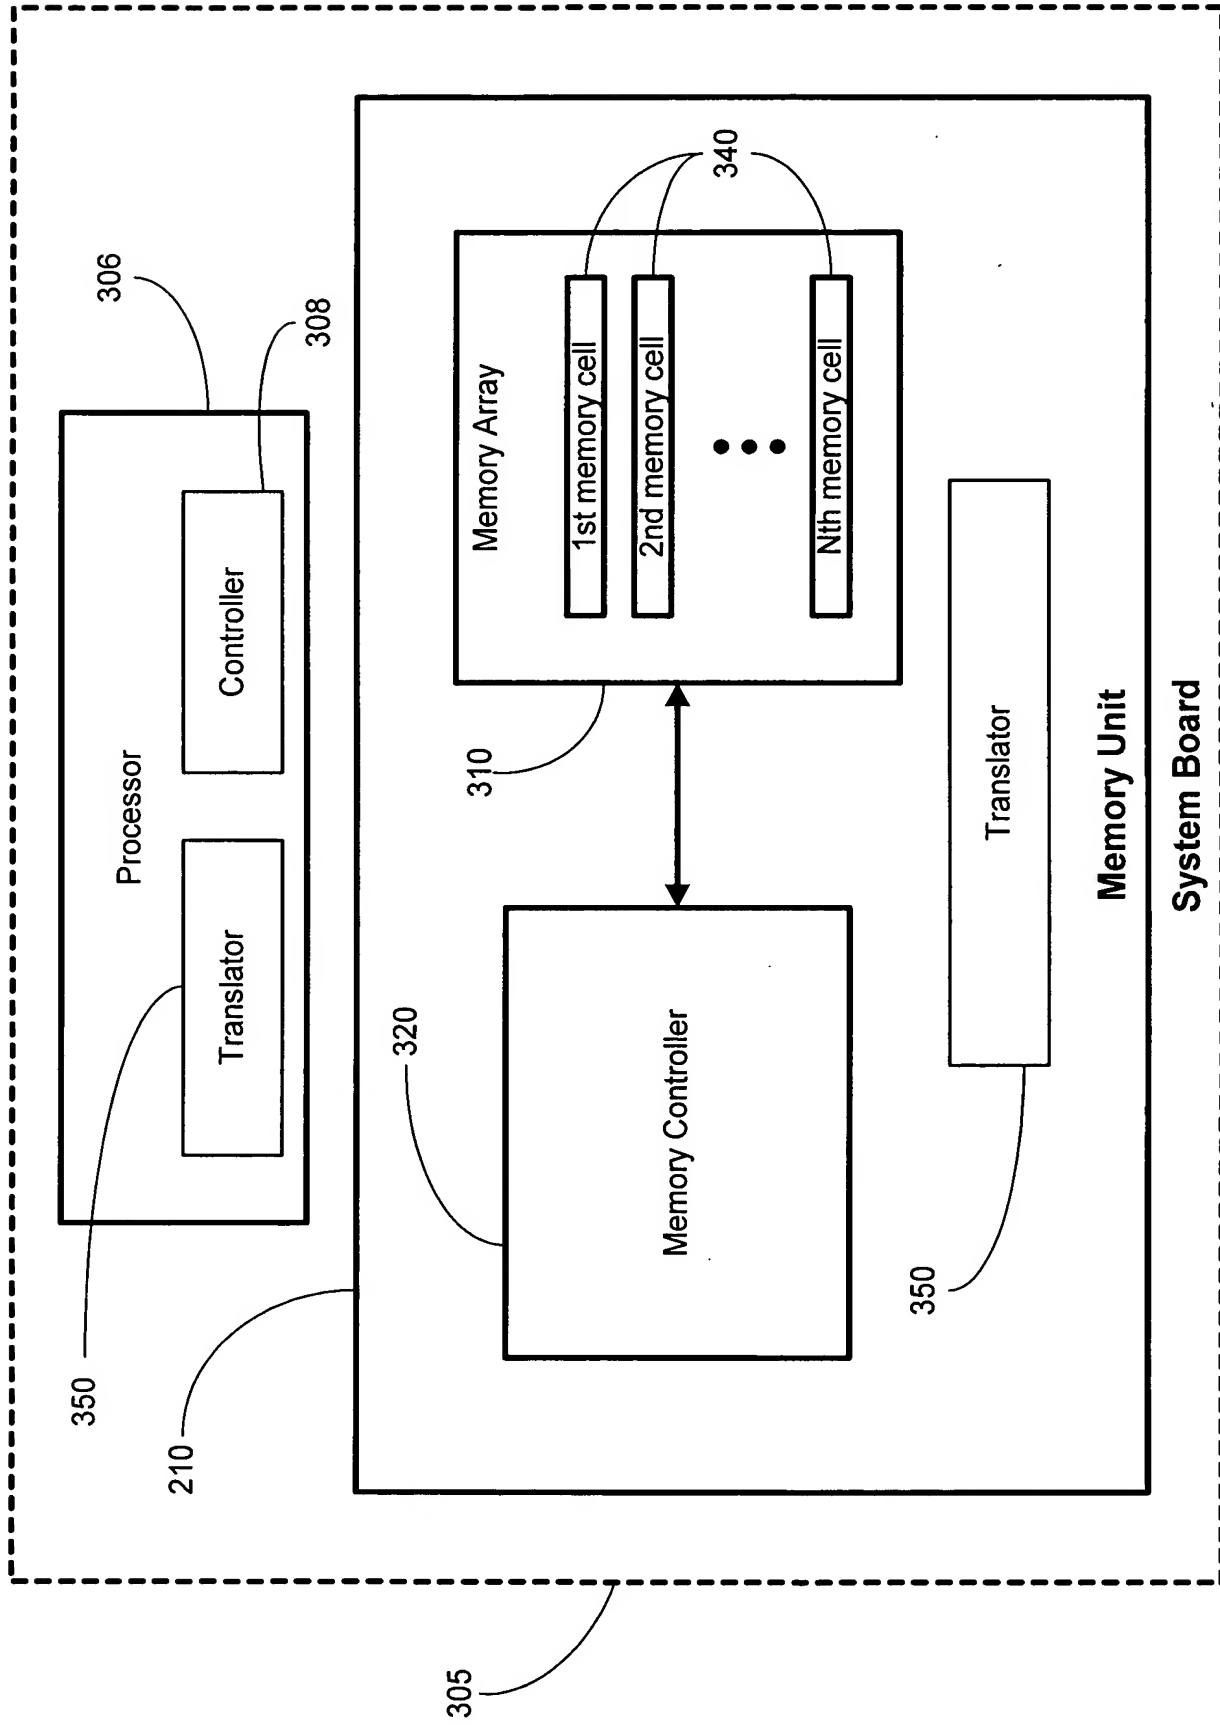 306
308
Processor
Translator
Controller
350
210
320
Memory Controller
310
Memory Array
1st memory cell
2nd memory cell
Nth memory cell
340
Translator
350
Memory Unit
System Board
305